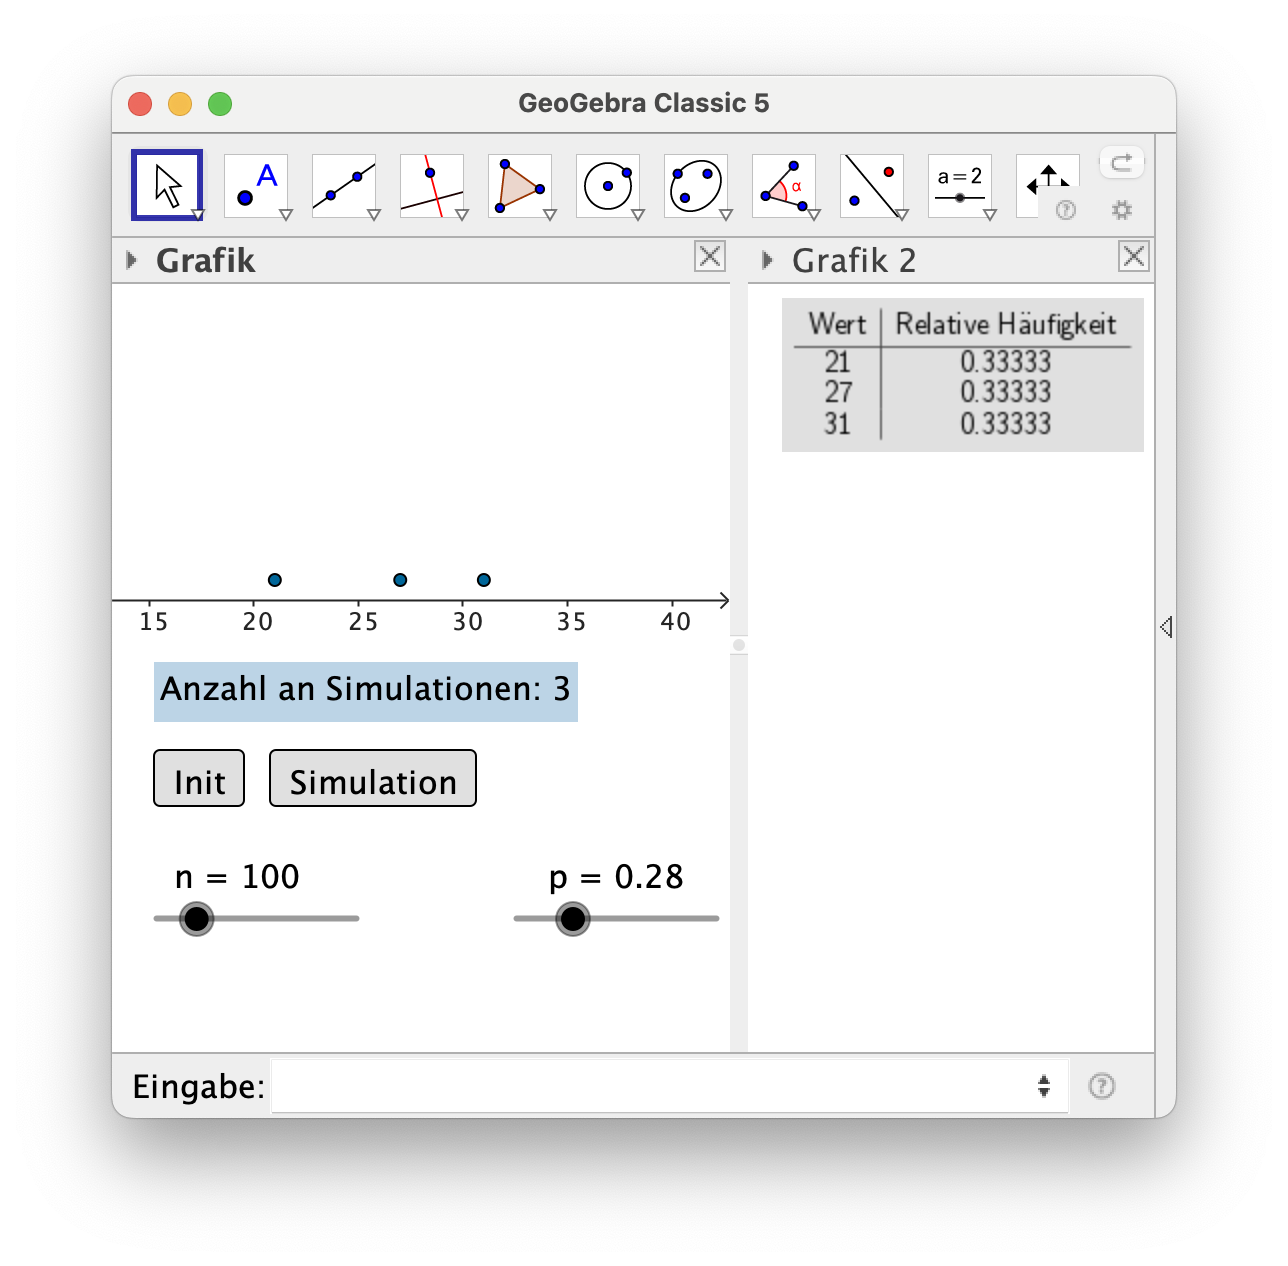 GeoGebra Classic 5
A
α
a=2
Grafik
Grafik 2
Wert Relative Häufigkeit
21 0.33333
27 0.33333
31 0.33333
15 20 25 30 35 40
Anzahl an Simulationen: 3
Init Simulation
n = 100 p = 0.28
Eingabe: